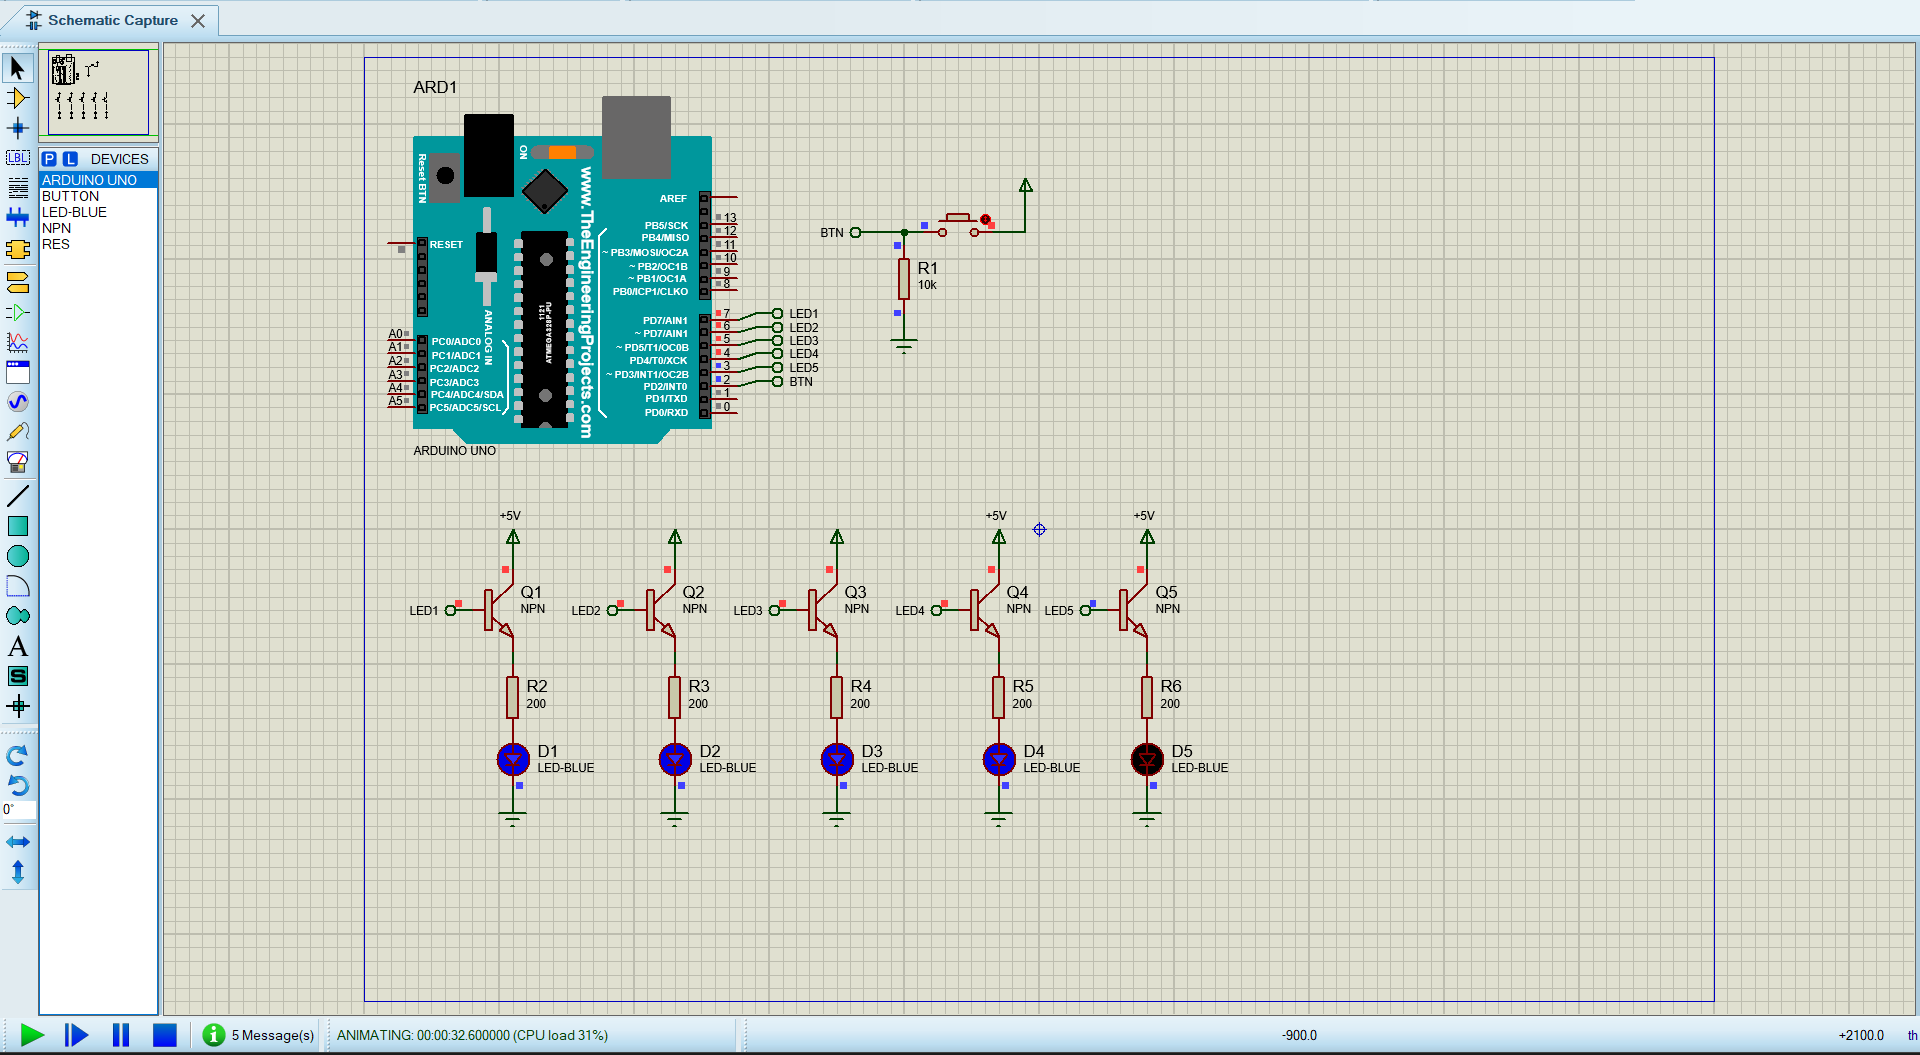 Schematic Capture
LBL
P L DEVICES
ARDUINO UNO
BUTTON
LED-BLUE
NPN
RES
A
S
0°
ARD1
Reset BTN
ON
www.TheEngineeringProjects.com
RESET
ANALOG IN
1121
ATMEGA328P-PU
AREF
PB5/SCK 13
PB4/MISO 12
~ PB3/MOSI/OC2A 11
~ PB2/OC1B 10
~ PB1/OC1A 9
PB0/ICP1/CLKO 8
PD7/AIN1 7 LED1
~ PD7/AIN1 6 LED2
~ PD5/T1/OC0B 5 LED3
PD4/T0/XCK 4 LED4
~ PD3/INT1/OC2B 3 LED5
PD2/INT0 2 BTN
PD1/TXD 1
PD0/RXD 0
A0 PC0/ADC0
A1 PC1/ADC1
A2 PC2/ADC2
A3 PC3/ADC3
A4 PC4/ADC4/SDA
A5 PC5/ADC5/SCL
ARDUINO UNO
BTN
R1
10k
+5V +5V +5V
Q1 Q2 Q3 Q4 Q5
NPN NPN NPN NPN NPN
LED1 LED2 LED3 LED4 LED5
R2 R3 R4 R5 R6
200 200 200 200 200
D1 D2 D3 D4 D5
LED-BLUE LED-BLUE LED-BLUE LED-BLUE LED-BLUE
5 Message(s) ANIMATING: 00:00:32.600000 (CPU load 31%) -900.0 +2100.0 th